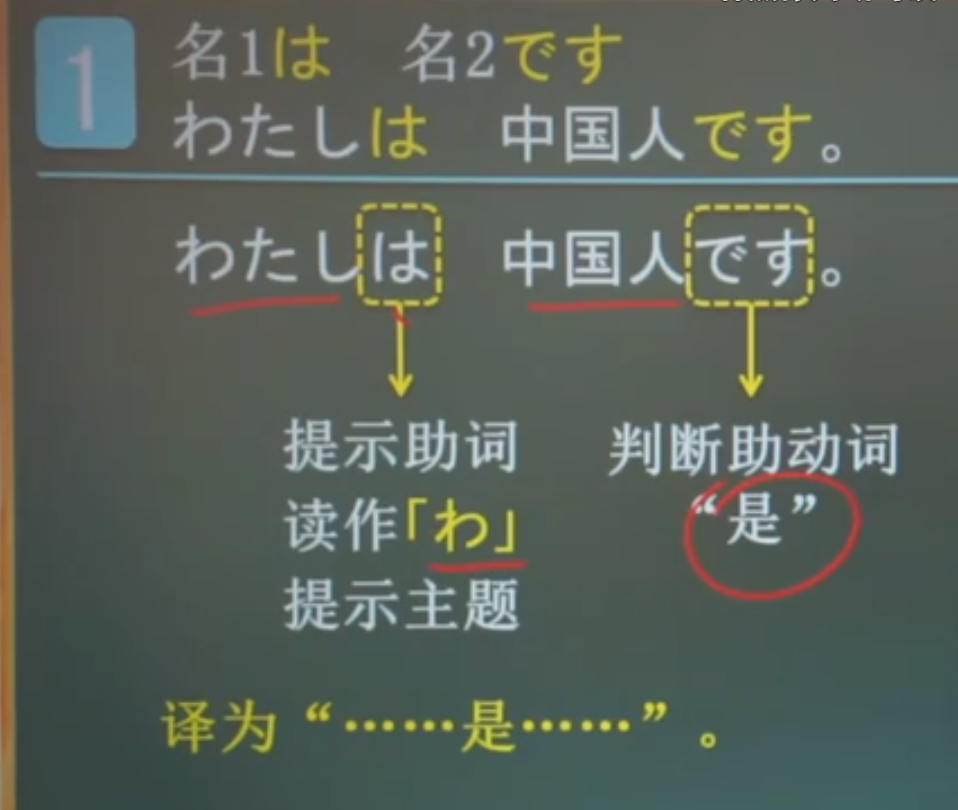 1
名1は 名2です
わたしは 中国人です。
わたしは 中国人です。
提示助词 判断助动词
读作「わ」 “是”
提示主题
译为“……是……”。